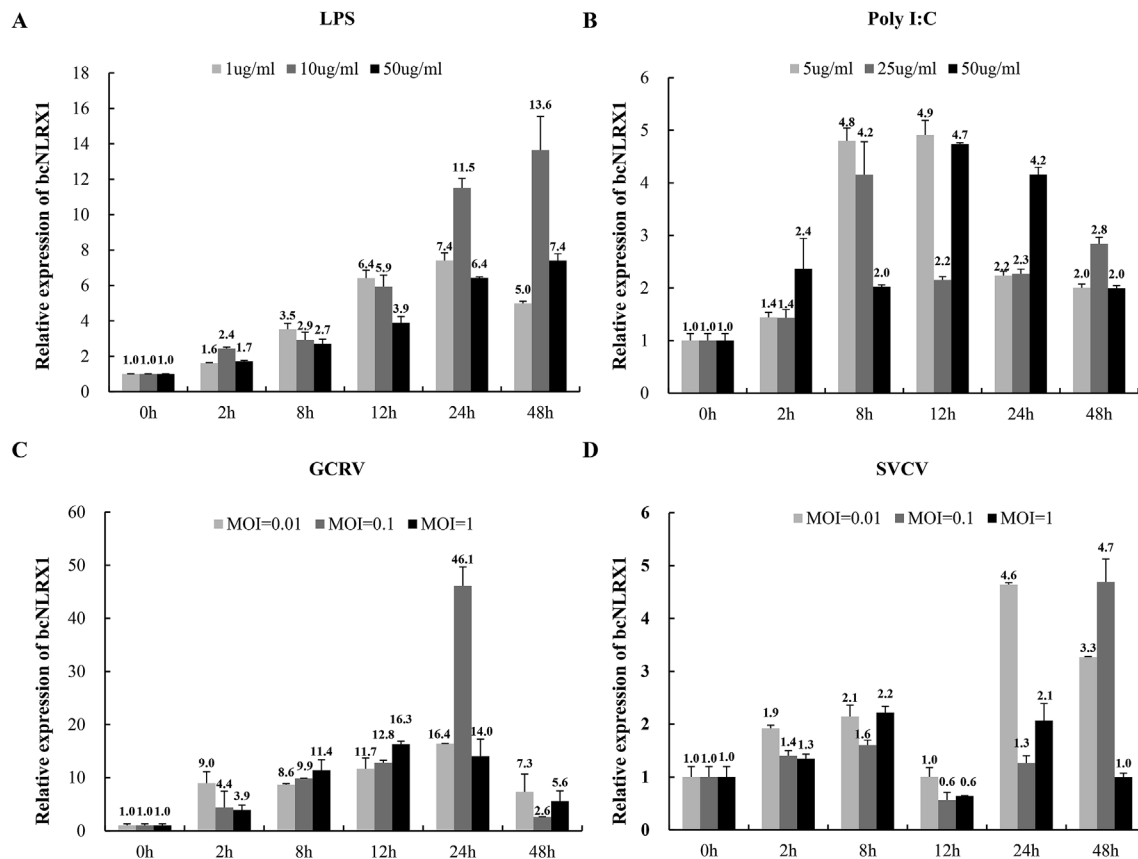 A
LPS
1ug/ml 10ug/ml 50ug/ml
Relative expression of bcNLRX1
18
16
14
12
10
8
6
4
2
0
1.0 1.0 1.0
1.6 2.4 1.7
3.5 2.9 2.7
6.4 5.9 3.9
7.4 11.5 6.4
5.0 13.6 7.4
0h 2h 8h 12h 24h 48h
B
Poly I:C
5ug/ml 25ug/ml 50ug/ml
Relative expression of bcNLRX1
6
5
4
3
2
1
0
1.0 1.0 1.0
1.4 1.4 2.4
4.8 4.2 2.0
4.9 2.2 4.7
2.2 2.3 4.2
2.0 2.8 2.0
0h 2h 8h 12h 24h 48h
C
GCRV
MOI=0.01 MOI=0.1 MOI=1
Relative expression of bcNLRX1
60
50
40
30
20
10
0
1.0 1.0 1.0
9.0 4.4 3.9
8.6 9.9 11.4
11.7 12.8 16.3
16.4 46.1 14.0
7.3 2.6 5.6
0h 2h 8h 12h 24h 48h
D
SVCV
MOI=0.01 MOI=0.1 MOI=1
Relative expression of bcNLRX1
6
5
4
3
2
1
0
1.0 1.0 1.0
1.9 1.4 1.3
2.1 1.6 2.2
1.0 0.6 0.6
4.6 1.3 2.1
3.3 4.7 1.0
0h 2h 8h 12h 24h 48h